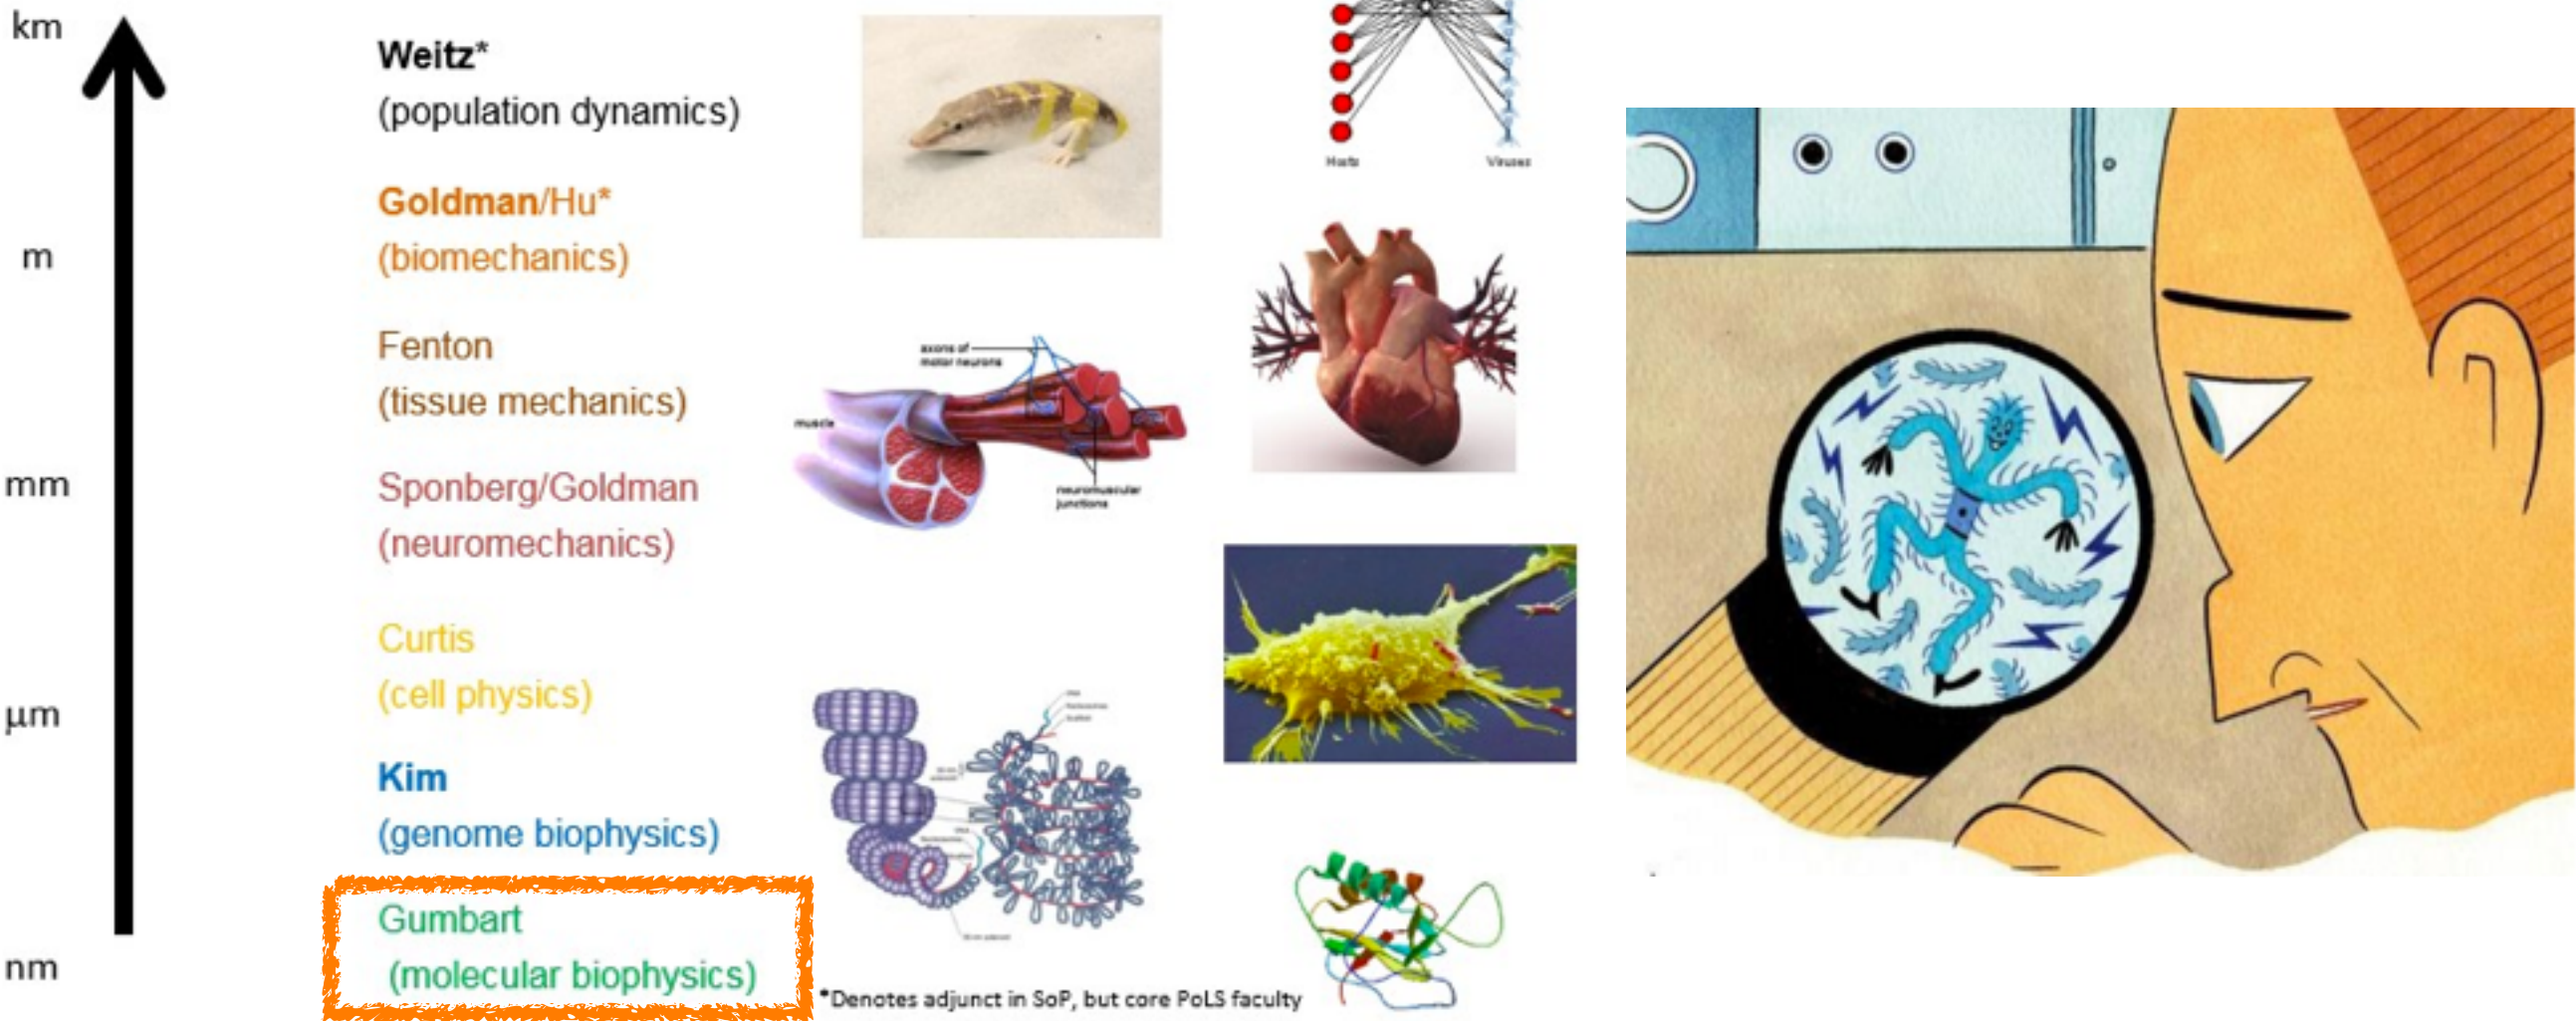 km
m
mm
µm
nm
Weitz*
(population dynamics)
Goldman/Hu*
(biomechanics)
Fenton
(tissue mechanics)
Sponberg/Goldman
(neuromechanics)
Curtis
(cell physics)
Kim
(genome biophysics)
Gumbart
(molecular biophysics)
Hosts
Viruses
axons of
motor neurons
muscle
neuromuscular
junctions
*Denotes adjunct in SoP, but core PoLS faculty